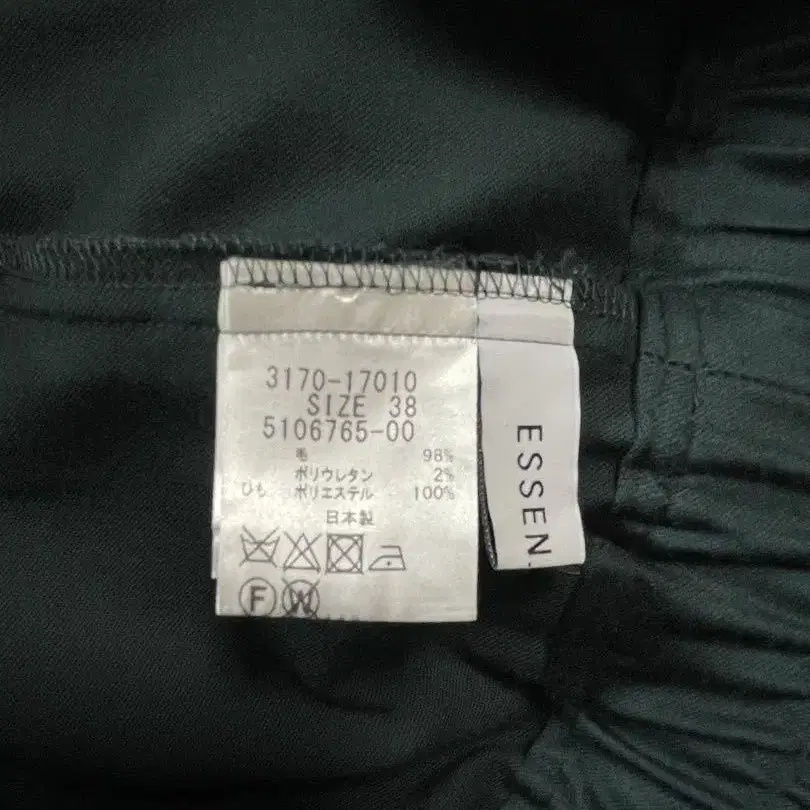 3170-17010
SIZE 38
5106765-00
毛 98%
ポリウレタン 2%
ひも ポリエステル 100%
日本製
F W
ESSEN.